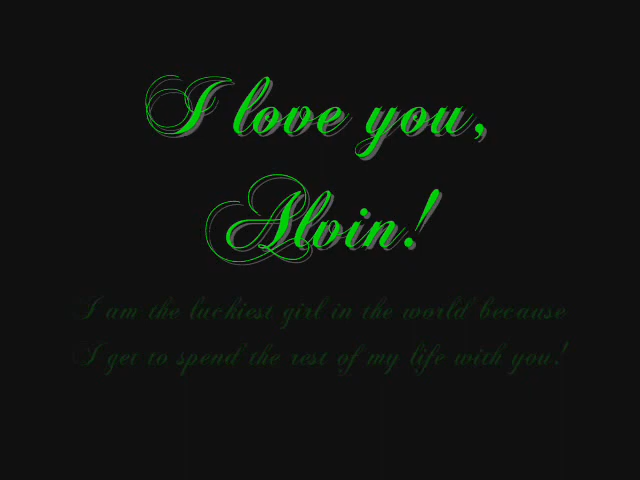 I love you,
Alvin!
I am the luckiest girl in the world because
I get to spend the rest of my life with you!